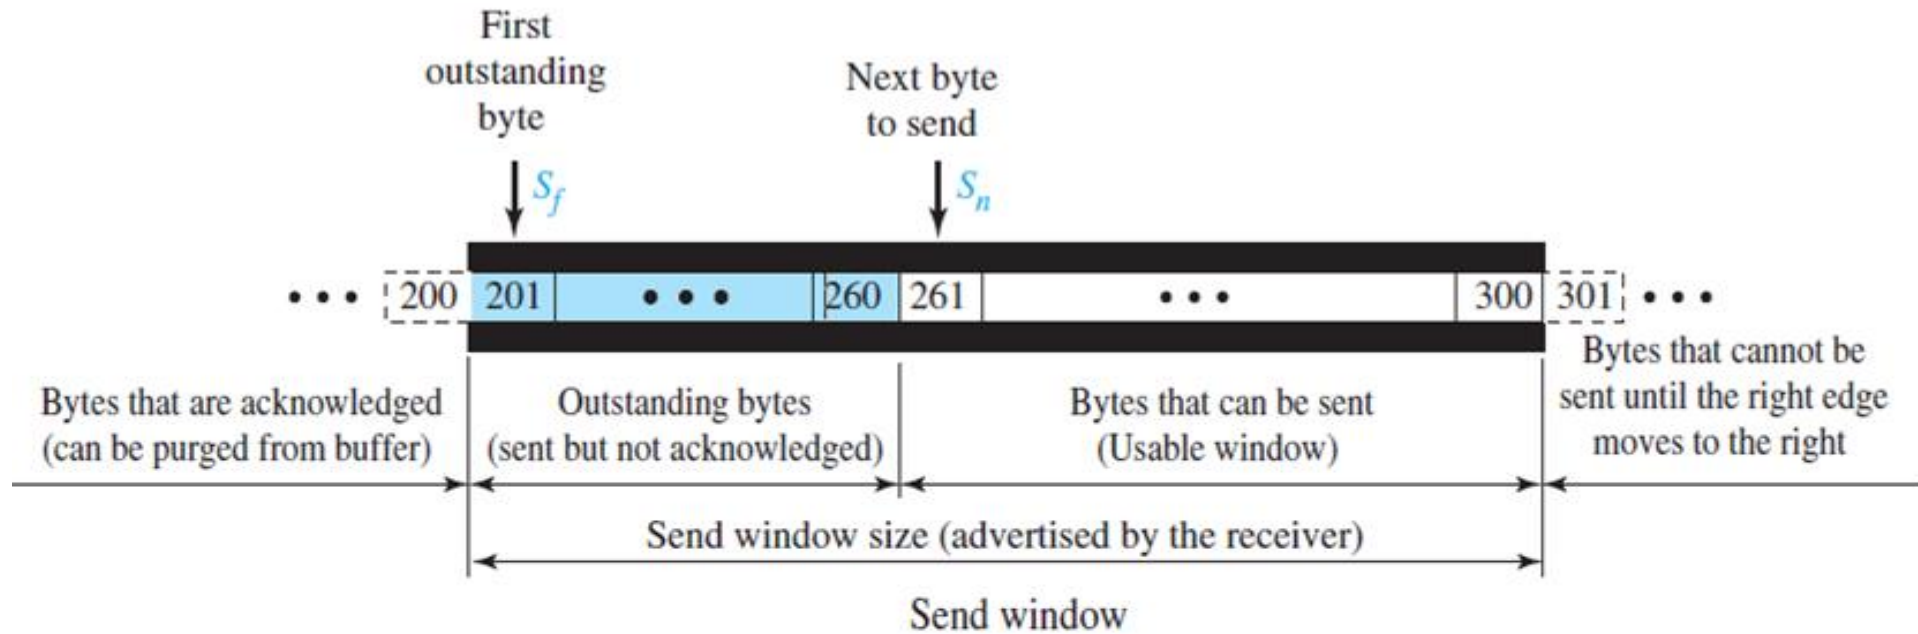 First
outstanding
byte
Next byte
to send
Sf
Sn
••• 200 201 ••• 260 261 ••• 300 301 •••
Bytes that are acknowledged
(can be purged from buffer)
Outstanding bytes
(sent but not acknowledged)
Bytes that can be sent
(Usable window)
Bytes that cannot be
sent until the right edge
moves to the right
Send window size (advertised by the receiver)
Send window